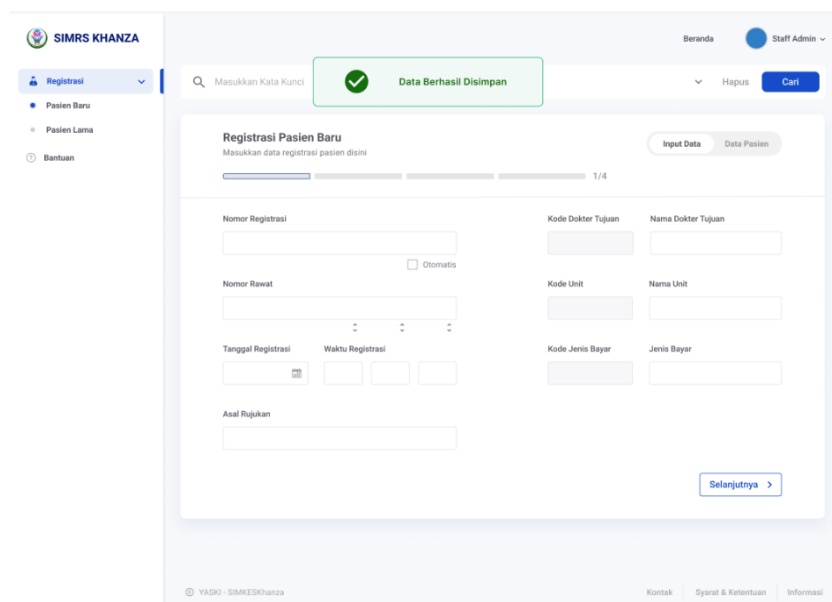 SIMRS KHANZA
Beranda
Staff Admin
Registrasi
Pasien Baru
Pasien Lama
Bantuan
Masukkan Kata Kunci
Data Berhasil Disimpan
Hapus
Cari
Registrasi Pasien Baru
Masukkan data registrasi pasien disini
Input Data
Data Pasien
1/4
Nomor Registrasi
Kode Dokter Tujuan
Nama Dokter Tujuan
Otomatis
Nomor Rawat
Kode Unit
Nama Unit
Tanggal Registrasi
Waktu Registrasi
Kode Jenis Bayar
Jenis Bayar
Asal Rujukan
Selanjutnya
© YASKI - SIMKESKhanza
Kontak
Syarat & Ketentuan
Informasi